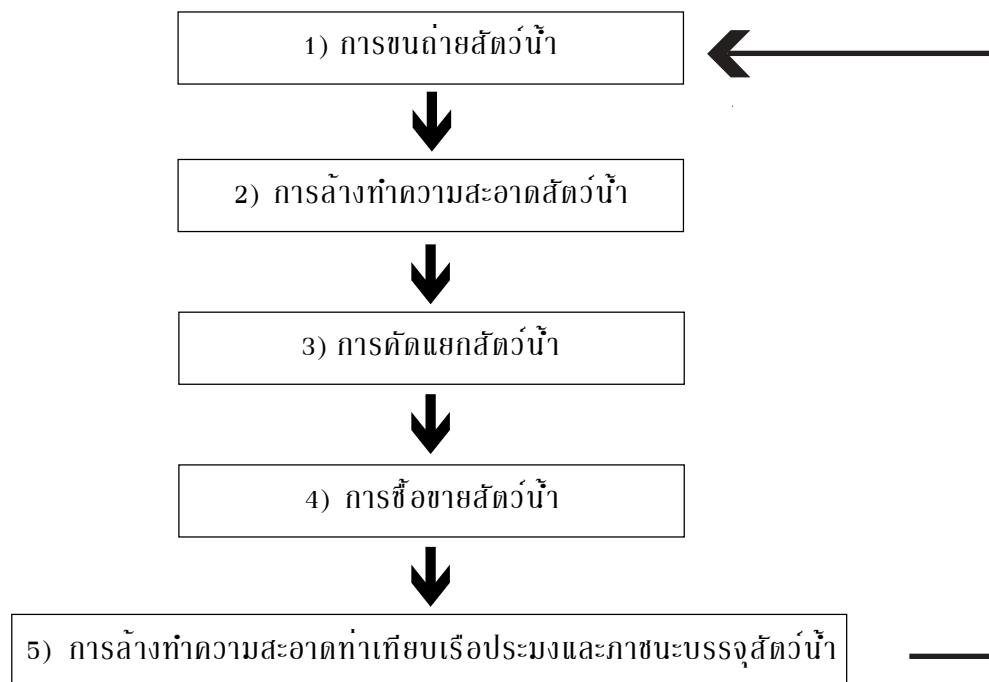 1) การขนถ่ายสัตว์น้ำ
2) การล้างทำความสะอาดสัตว์น้ำ
3) การคัดแยกสัตว์น้ำ
4) การซื้อขายสัตว์น้ำ
5) การล้างทำความสะอาดท่าเทียบเรือประมงและภาชนะบรรจุสัตว์น้ำ